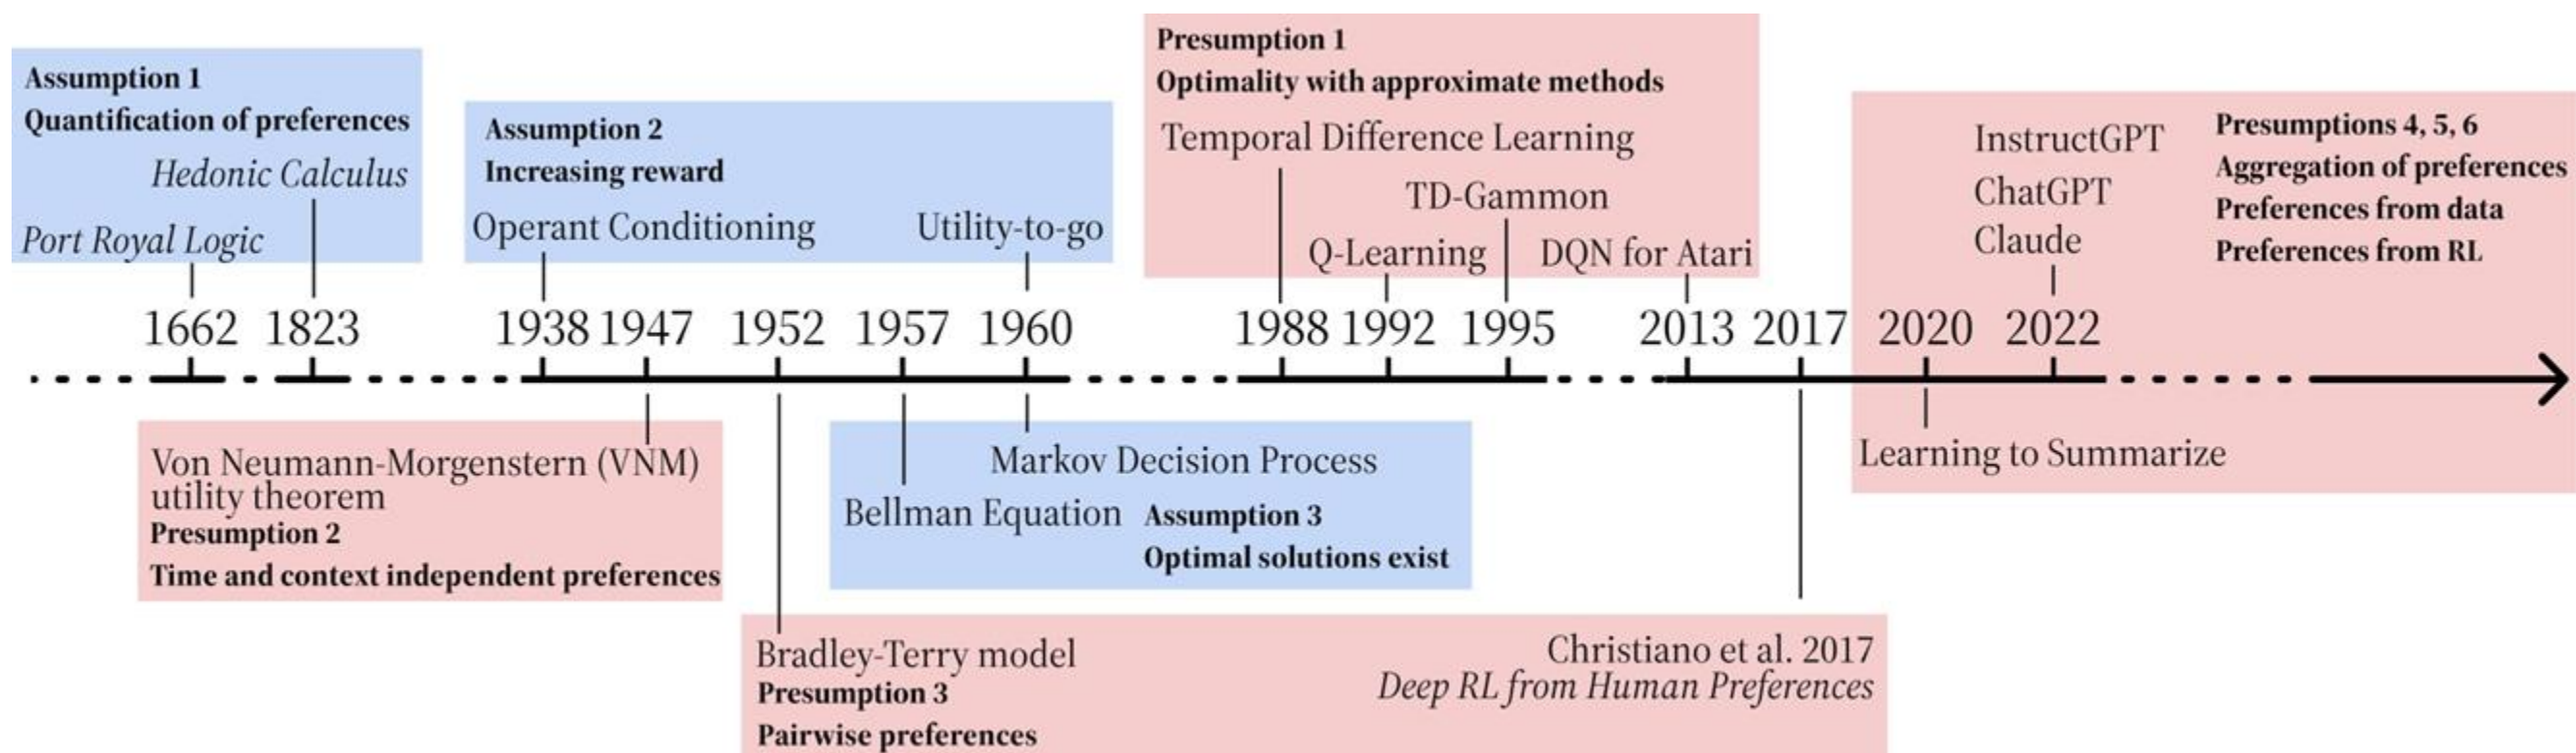 Assumption 1
Quantification of preferences
Hedonic Calculus
Port Royal Logic
Assumption 2
Increasing reward
Operant Conditioning
Utility-to-go
Presumption 1
Optimality with approximate methods
Temporal Difference Learning
TD-Gammon
Q-Learning
DQN for Atari
InstructGPT
ChatGPT
Claude
Presumptions 4, 5, 6
Aggregation of preferences
Preferences from data
Preferences from RL
1662 1823 1938 1947 1952 1957 1960 1988 1992 1995 2013 2017 2020 2022
Von Neumann-Morgenstern (VNM)
utility theorem
Presumption 2
Time and context independent preferences
Markov Decision Process
Bellman Equation
Assumption 3
Optimal solutions exist
Learning to Summarize
Bradley-Terry model
Presumption 3
Pairwise preferences
Christiano et al. 2017
Deep RL from Human Preferences